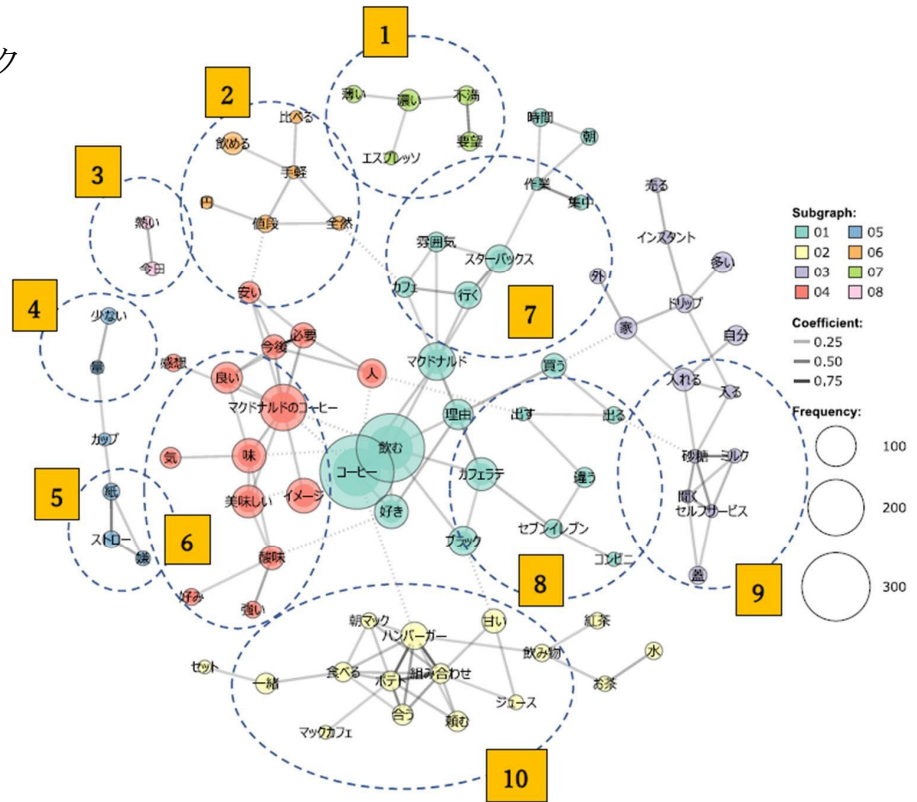 ク
1
薄い
濃い
不満
要望
エスプレッソ
2
比べる
飲める
手軽
円
値段
全然
3
熱い
今日
4
少ない
量
カップ
5
紙
ストロー
嫌
6
安い
必要
今後
感想
良い
人
マクドナルドのコーヒー
気
味
美味しい
イメージ
酸味
好み
強い
時間
朝
作業
集中
雰囲気
スターバックス
カフェ
行く
7
マクドナルド
買う
理由
出す
出る
飲む
コーヒー
カフェラテ
違う
好き
ブラック
セブンイレブン
コンビニ
8
売る
インスタント
多い
外
ドリップ
家
自分
入れる
入る
砂糖
ミルク
聞く
セルフサービス
蓋
9
朝マック
ハンバーガー
甘い
紅茶
飲み物
水
セット
一緒
食べる
ポテト
組み合わせ
お茶
ジュース
合う
頼む
マックカフェ
10
Subgraph:
01 05
02 06
03 07
04 08
Coefficient:
0.25
0.50
0.75
Frequency:
100
200
300